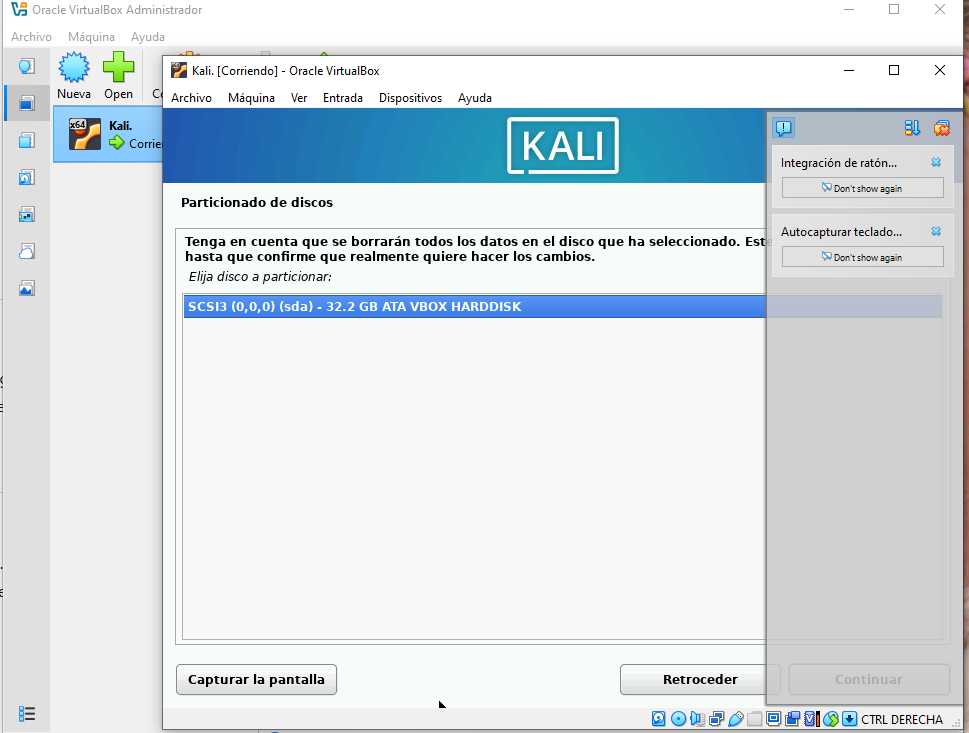 Oracle VirtualBox Administrador
Archivo Máquina Ayuda
Nueva Open
x64 Kali.
Corrie
Kali. [Corriendo] - Oracle VirtualBox
Archivo Máquina Ver Entrada Dispositivos Ayuda
KALI
Particionado de discos
Tenga en cuenta que se borrarán todos los datos en el disco que ha seleccionado. Este
hasta que confirme que realmente quiere hacer los cambios.
Elija disco a particionar:
SCSI3 (0,0,0) (sda) - 32.2 GB ATA VBOX HARDDISK
Integración de ratón...
Don't show again
Autocapturar teclado...
Don't show again
Capturar la pantalla Retroceder Continuar
CTRL DERECHA